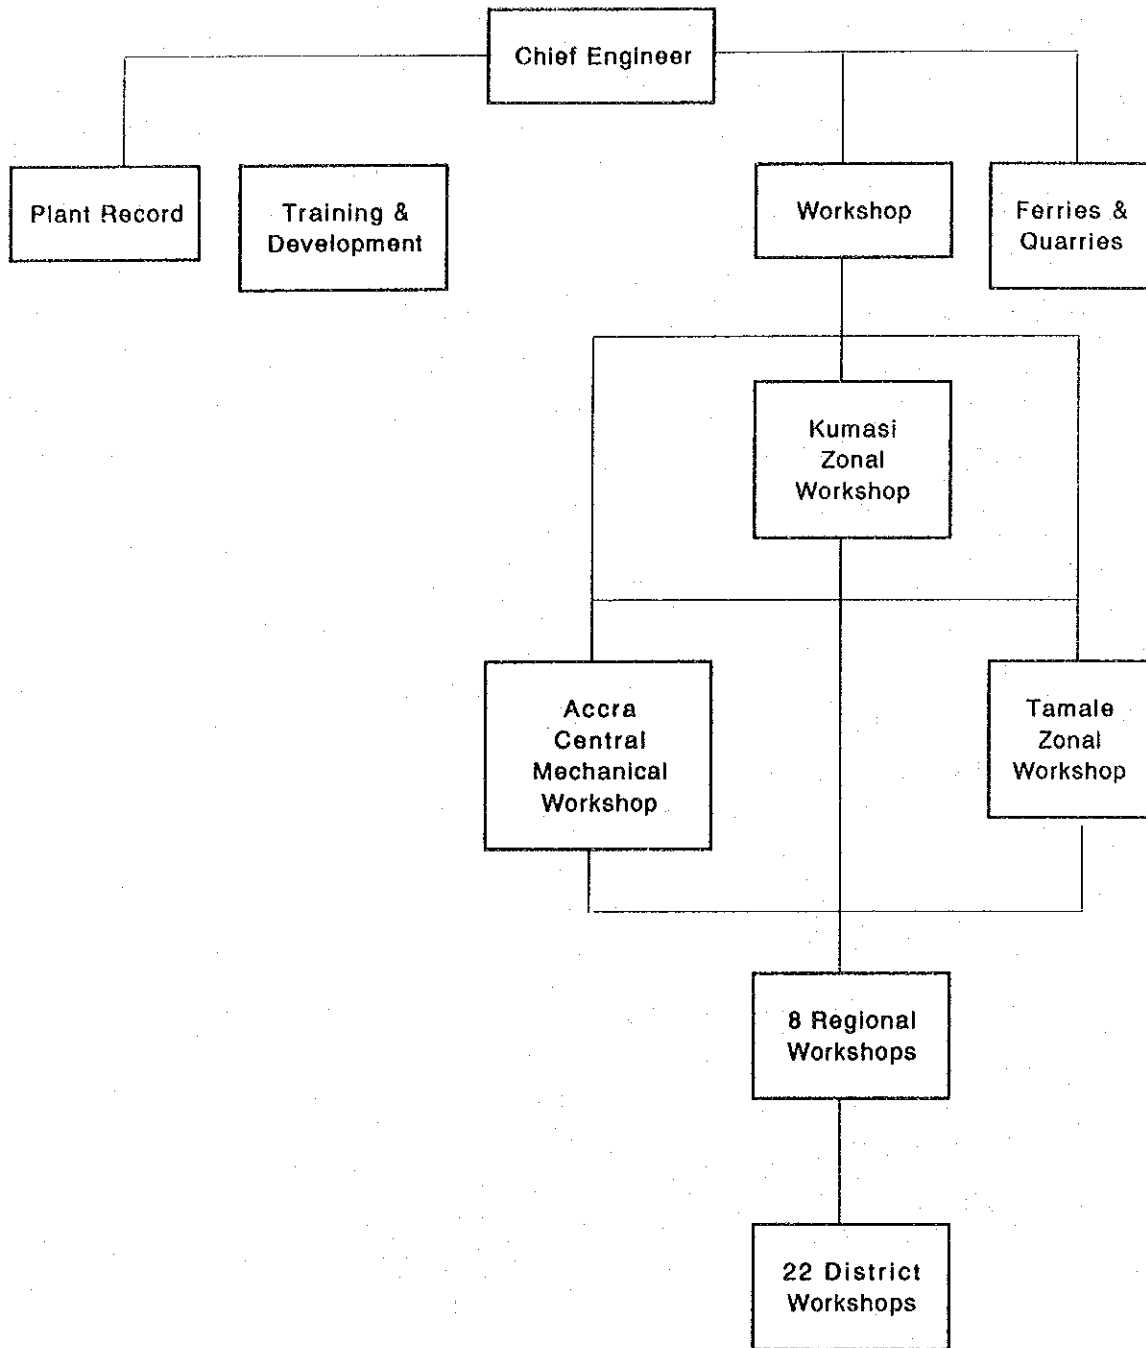 Chief Engineer
Plant Record
Training &
Development
Workshop
Ferries &
Quarries
Kumasi
Zonal
Workshop
Accra
Central
Mechanical
Workshop
Tamale
Zonal
Workshop
8 Regional
Workshops
22 District
Workshops